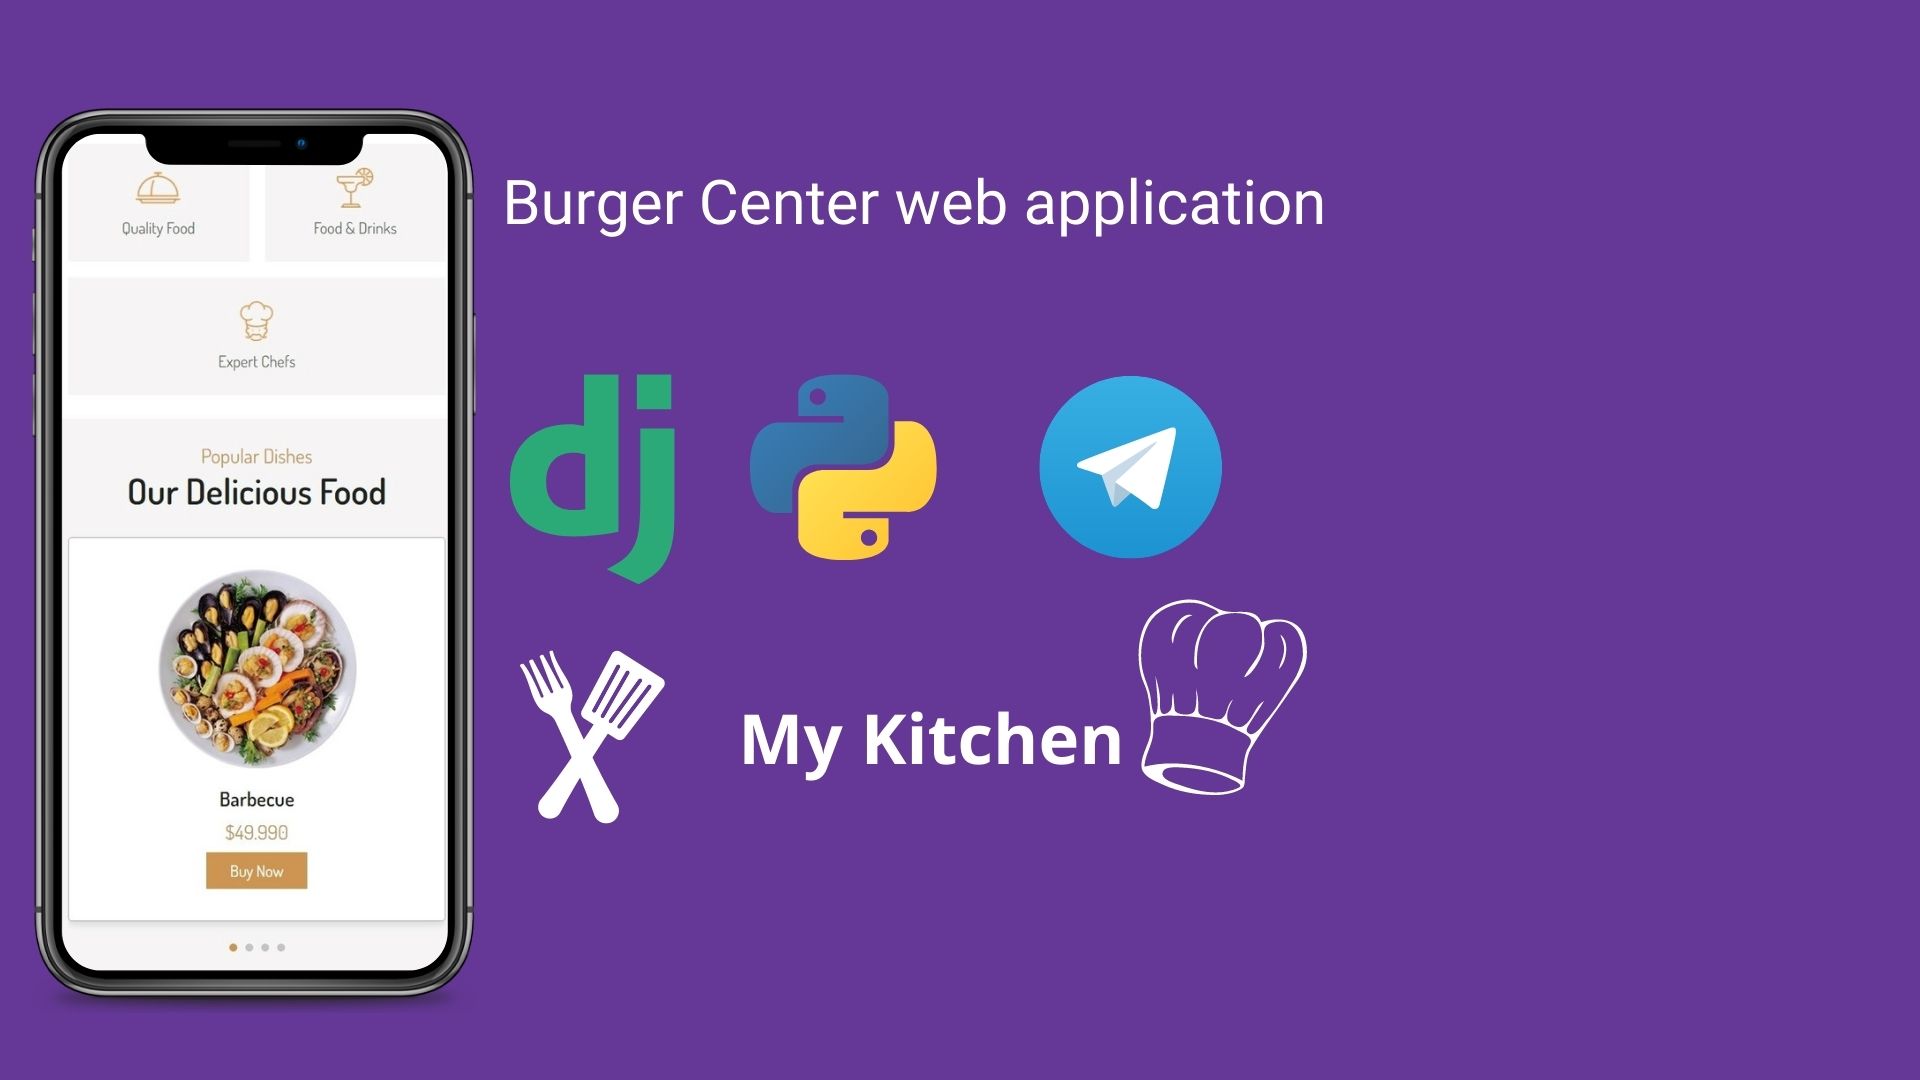 Quality Food
Food & Drinks
Expert Chefs
Popular Dishes
Our Delicious Food
Barbecue
$49.990
Buy Now
Burger Center web application
dj
My Kitchen